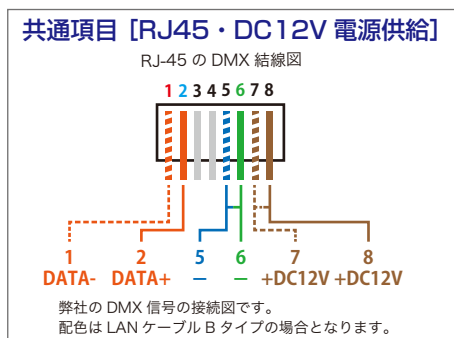 共通項目［RJ45・DC12V 電源供給］
RJ-45 の DMX 結線図
1 2 3 4 5 6 7 8
1 2 5 6 7 8
DATA- DATA+ − − +DC12V +DC12V
弊社の DMX 信号の接続図です。
配色は LAN ケーブル B タイプの場合となります。